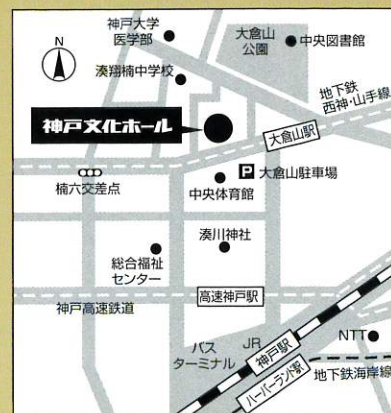 神戸大学
医学部
大倉山
公園
中央図書館
N
湊翔楠中学校
地下鉄
西神・山手線
神戸文化ホール
大倉山駅
P 大倉山駐車場
楠六交差点
中央体育館
湊川神社
総合福祉
センター
高速神戸駅
神戸高速鉄道
バス
ターミナル
JR
神戸駅
NTT
ハーバーランド駅
地下鉄海岸線